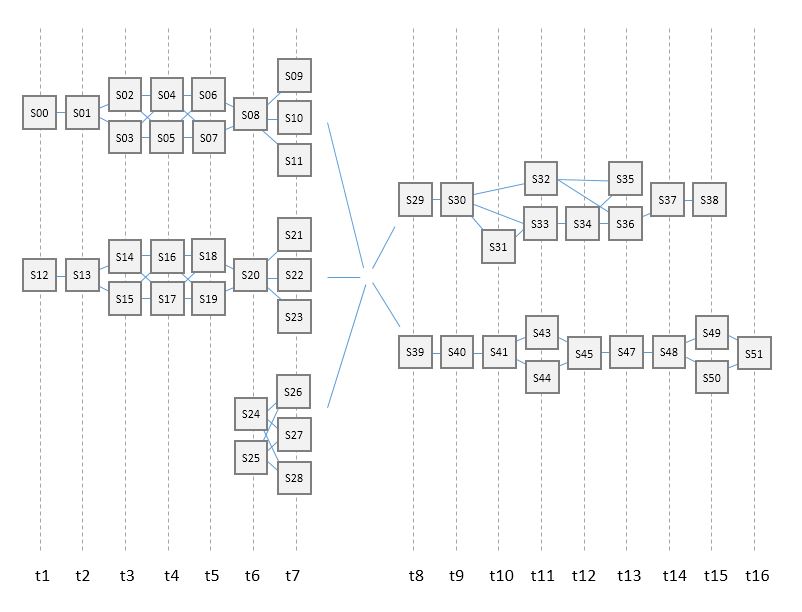 S09
S02 S04 S06
S00 S01 S08 S10
S03 S05 S07
S11
S32 S35
S29 S30 S37 S38
S33 S34 S36
S31
S21
S14 S16 S18
S12 S13 S20 S22
S15 S17 S19
S23
S43 S49
S39 S40 S41 S45 S47 S48 S51
S44 S50
S26
S24
S27
S25
S28
t1 t2 t3 t4 t5 t6 t7 t8 t9 t10 t11 t12 t13 t14 t15 t16